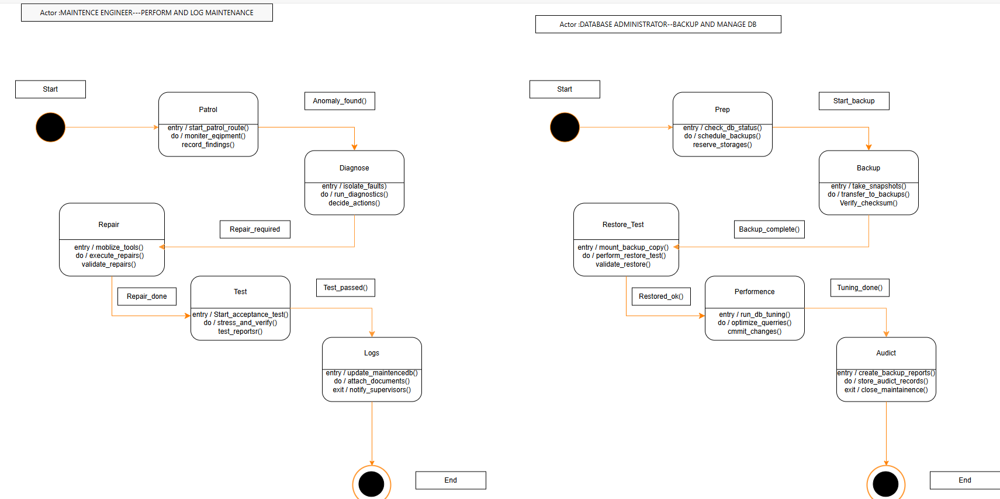 Actor :MAINTENCE ENGINEER---PERFORM AND LOG MAINTENANCE
Start
Patrol
entry / start_patrol_route()
do / moniter_eqipment()
record_findings()
Anomaly_found()
Diagnose
entry / isolate_faults)
do / run_diagnostics()
decide_actions()
Repair_required
Repair
entry / moblize_tools()
do / execute_repairs()
validate_repairs()
Repair_done
Test
entry / Start_acceptance_test()
do / stress_and_verify()
test_reportsr()
Test_passed()
Logs
entry / update_maintencedb()
do / attach_documents()
exit / notify_supervisors()
End
Actor :DATABASE ADMINISTRATOR--BACKUP AND MANAGE DB
Start
Prep
entry / check_db_status()
do / schedule_backups()
reserve_storages()
Start_backup
Backup
entry / take_snapshots()
do / transfer_to_backups()
Verify_checksum()
Backup_complete()
Restore_Test
entry / mount_backup_copy()
do / perform_restore_test()
validate_restore()
Restored_ok()
Performence
entry / run_db_tuning()
do / optimize_querries()
cmmit_changes()
Tuning_done()
Audict
entry / create_backup_reports()
do / store_audict_records()
exit / close_maintainence()
End